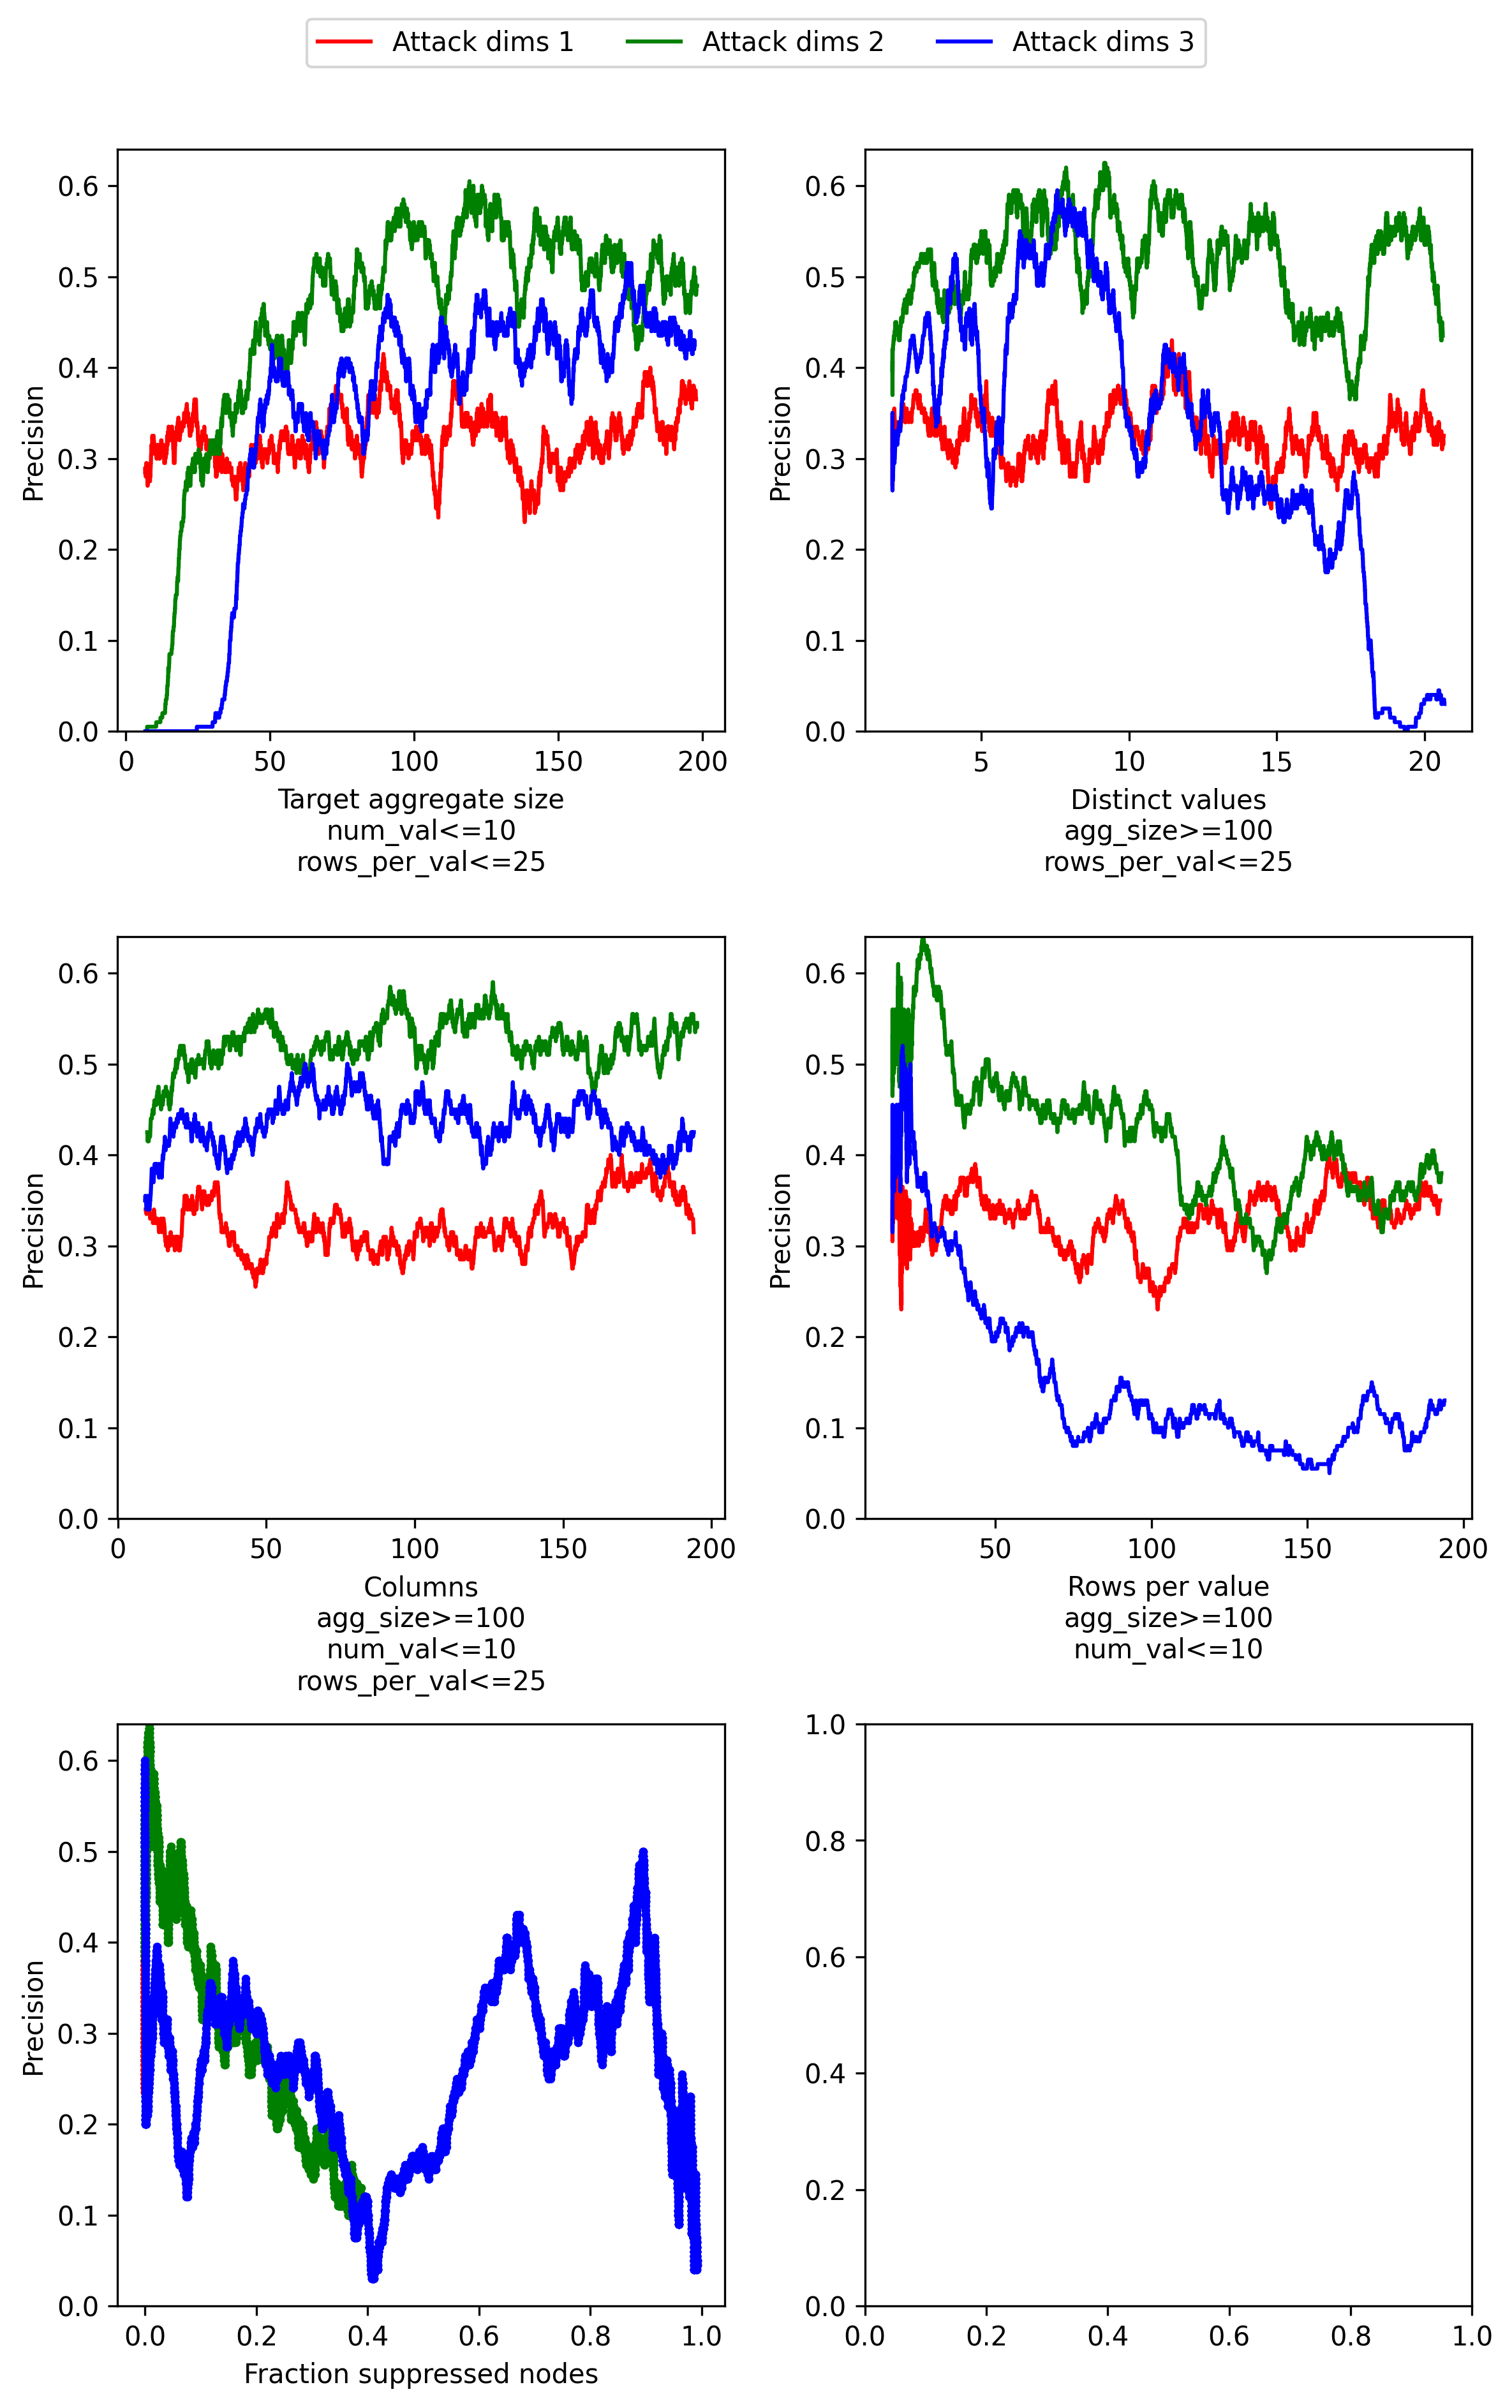 Attack dims 1 Attack dims 2 Attack dims 3
0.6
0.5
0.4
0.3
0.2
0.1
0.0
Precision
0 50 100 150 200
Target aggregate size
num_val<=10
rows_per_val<=25
0.6
0.5
0.4
0.3
0.2
0.1
0.0
Precision
5 10 15 20
Distinct values
agg_size>=100
rows_per_val<=25
0.6
0.5
0.4
0.3
0.2
0.1
0.0
Precision
0 50 100 150 200
Columns
agg_size>=100
num_val<=10
rows_per_val<=25
0.6
0.5
0.4
0.3
0.2
0.1
0.0
Precision
50 100 150 200
Rows per value
agg_size>=100
num_val<=10
0.6
0.5
0.4
0.3
0.2
0.1
0.0
Precision
0.0 0.2 0.4 0.6 0.8 1.0
Fraction suppressed nodes
1.0
0.8
0.6
0.4
0.2
0.0
0.0 0.2 0.4 0.6 0.8 1.0